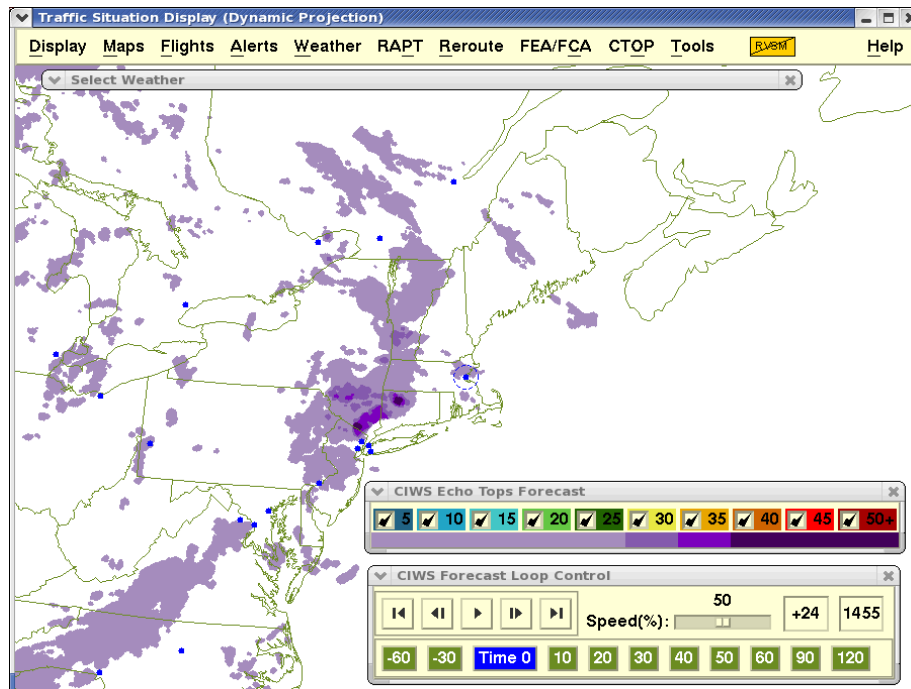 Traffic Situation Display (Dynamic Projection)
Display Maps Flights Alerts Weather RAPT Reroute FEA/FCA CTOP Tools RVSM Help
Select Weather
CIWS Echo Tops Forecast
5 10 15 20 25 30 35 40 45 50+
CIWS Forecast Loop Control
Speed(%): 50 +24 1455
-60 -30 Time 0 10 20 30 40 50 60 90 120